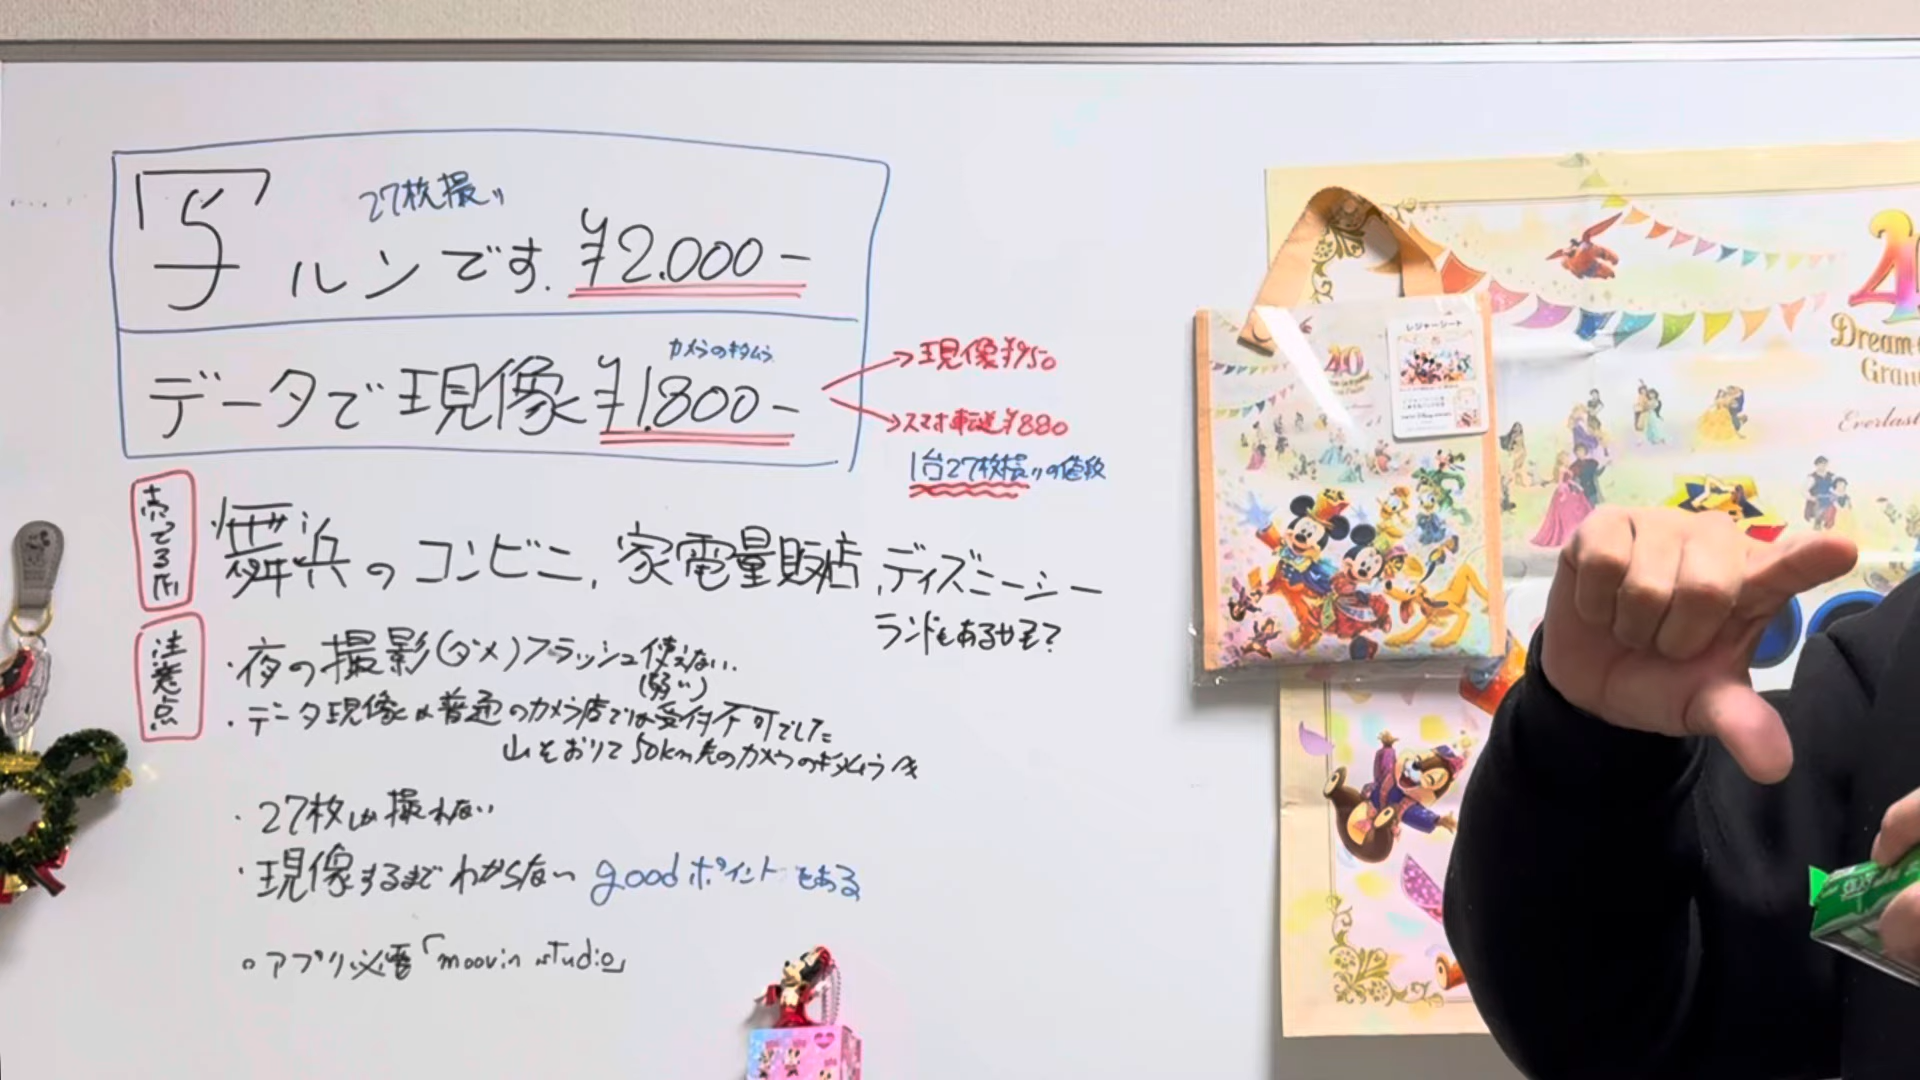 27枚撮り
写ルンです. ¥2.000-
カメラのキタムラ
データで現像 ¥1.800-
現像¥950
スマホ転送¥880
1台27枚撮りの値段
売ってる所
舞浜のコンビニ, 家電量販店, ディズニーシー
ランドもあるかも?
注意点
・夜の撮影(ダメ)フラッシュ使えない.
(弱い)
・データ現像は普通のカメラ店では受付不可でした
山をおりて50km先のカメラのキタムラへ
・27枚しか撮れない
・現像するまでわからない goodポイントもある
○アプリ必要「moovin studio」
レジャーシート
40
Dream
Gran
Everlast